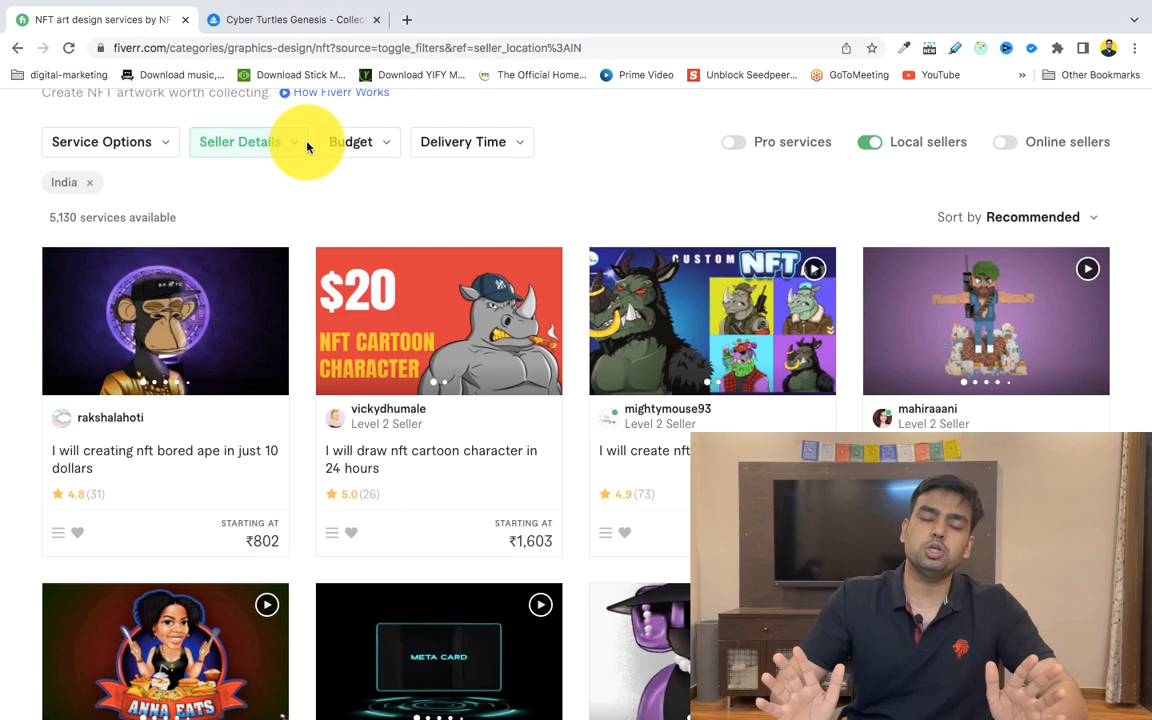 NFT art design services by NF
Cyber Turtles Genesis - Collec
fiverr.com/categories/graphics-design/nft?source=toggle_filters&ref=seller_location%3AIN
digital-marketing
Download music,...
Download Stick M...
Download YIFY M...
The Official Home...
Prime Video
Unblock Seedpeer...
GoToMeeting
YouTube
»
Other Bookmarks
Create NFT artwork worth collecting.
How Fiverr Works
Service Options
Seller Details
Budget
Delivery Time
Pro services
Local sellers
Online sellers
India ×
5,130 services available
Sort by Recommended
$20
NFT CARTOON
CHARACTER
CUSTOM NFT
rakshalahoti
I will creating nft bored ape in just 10
dollars
4.8 (31)
STARTING AT
₹802
vickydhumale
Level 2 Seller
I will draw nft cartoon character in
24 hours
5.0 (26)
STARTING AT
₹1,603
mightymouse93
Level 2 Seller
I will create nft
4.9 (73)
mahiraaani
Level 2 Seller
ANNA EATS
META CARD